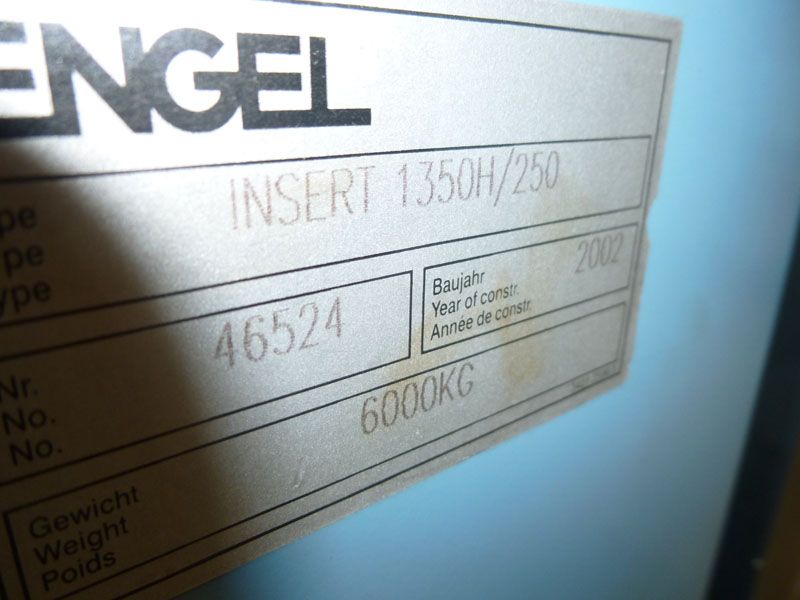 ENGEL
pe
pe
ype
INSERT 1350H/250
Nr.
No.
No.
46524
Baujahr
Year of constr.
Année de constr.
2002
Gewicht
Weight
Poids
6000KG